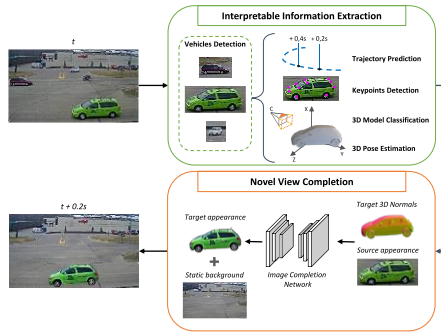 Interpretable Information Extraction
t
Vehicles Detection
+ 0,4s
+ 0,2s
Trajectory Prediction
Keypoints Detection
C
X
3D Model Classification
3D Pose Estimation
Z
Y
Novel View Completion
t + 0.2s
Target appearance
Target 3D Normals
+
Static background
Image Completion
Network
Source appearance